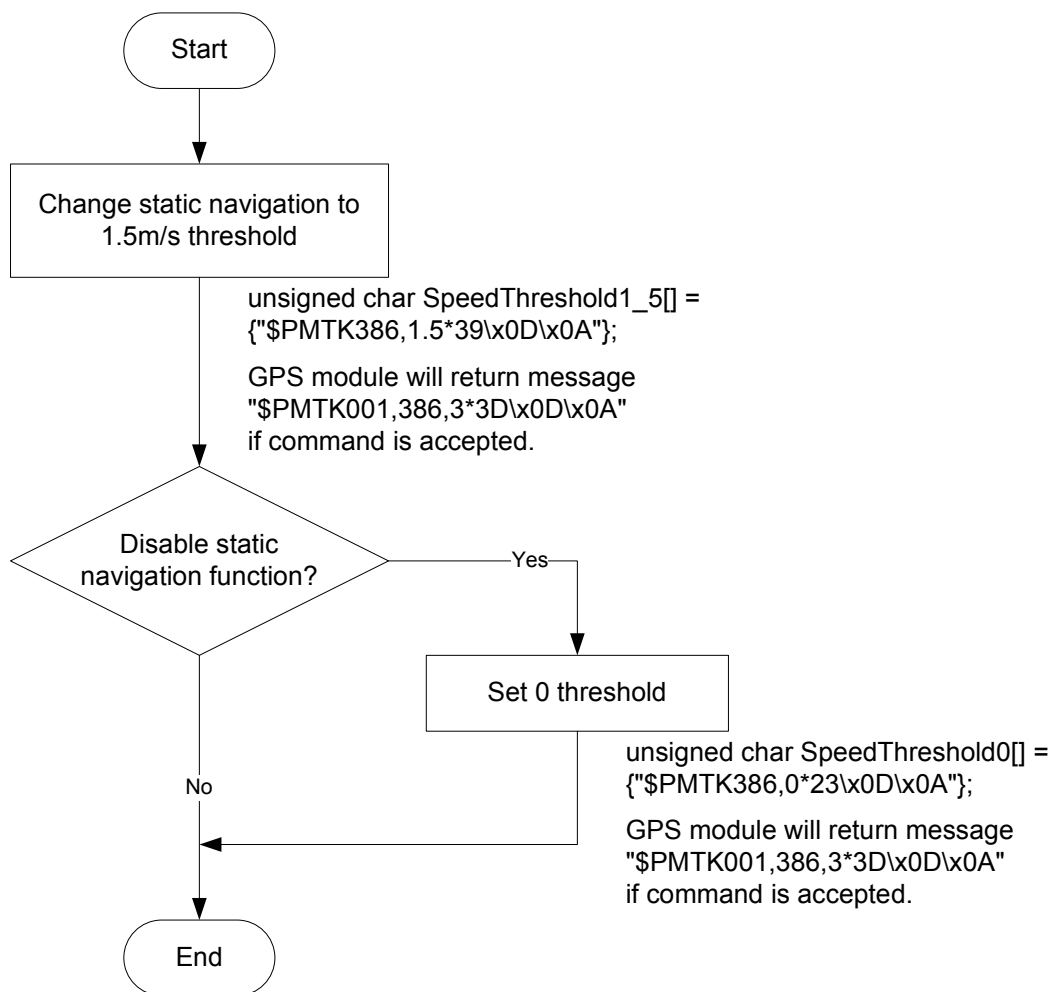 Start
Change static navigation to
1.5m/s threshold
unsigned char SpeedThreshold1_5[] =
{"$PMTK386,1.5*39\x0D\x0A"};
GPS module will return message
"$PMTK001,386,3*3D\x0D\x0A"
if command is accepted.
Disable static
navigation function?
Yes
Set 0 threshold
unsigned char SpeedThreshold0[] =
{"$PMTK386,0*23\x0D\x0A"};
No
GPS module will return message
"$PMTK001,386,3*3D\x0D\x0A"
if command is accepted.
End